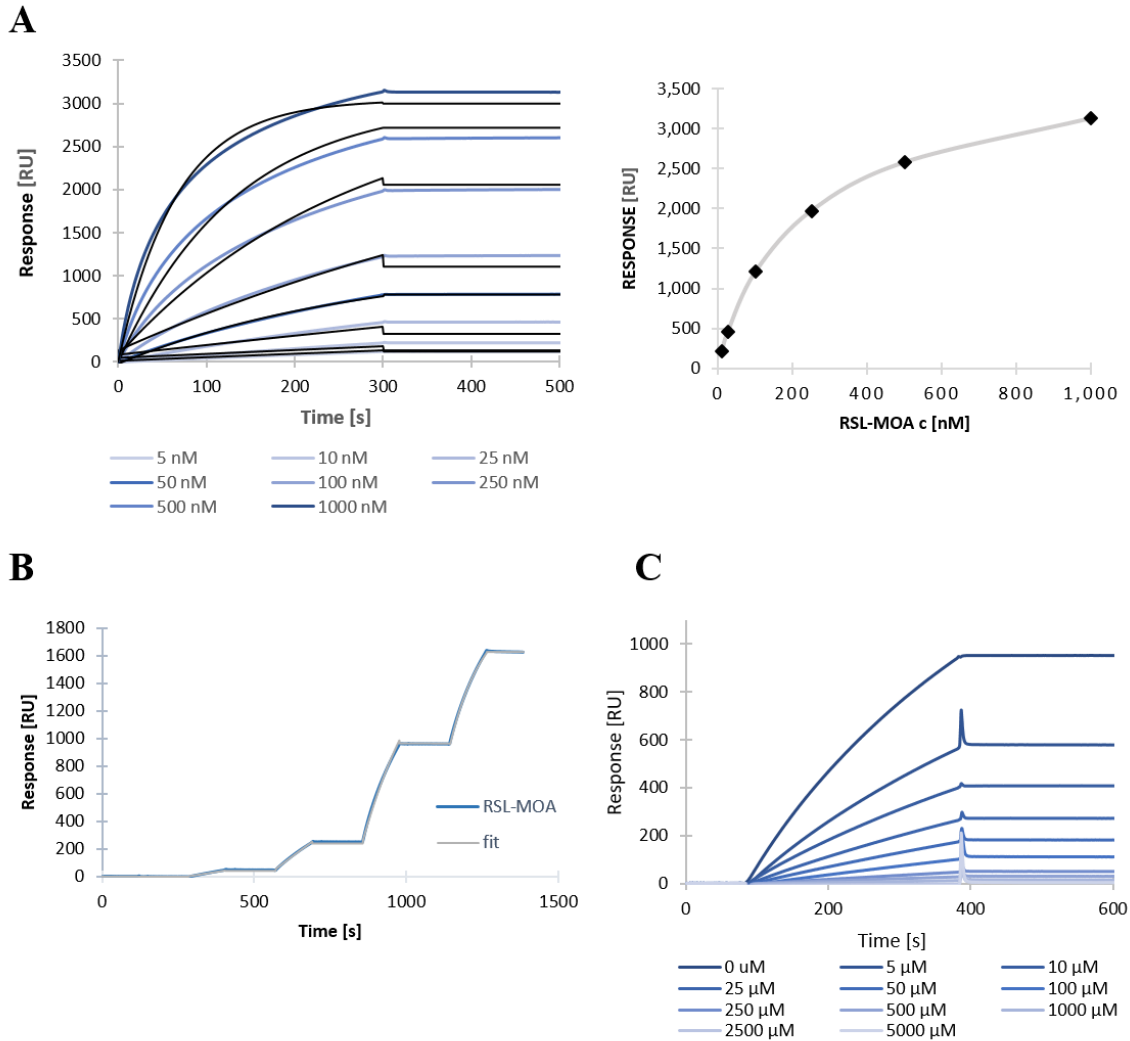 A
3500
3000
2500
2000
1500
1000
500
0
Response [RU]
0 100 200 300 400 500
Time [s]
5 nM 10 nM 25 nM
50 nM 100 nM 250 nM
500 nM 1000 nM
3,500
3,000
2,500
2,000
1,500
1,000
500
0
RESPONSE [RU]
0 200 400 600 800 1,000
RSL-MOA c [nM]
B
1800
1600
1400
1200
1000
800
600
400
200
0
Response [RU]
RSL-MOA
fit
0 500 1000 1500
Time [s]
C
1000
800
600
400
200
0
Response [RU]
0 200 400 600
Time [s]
0 uM 5 µM 10 µM
25 µM 50 µM 100 µM
250 µM 500 µM 1000 µM
2500 µM 5000 µM